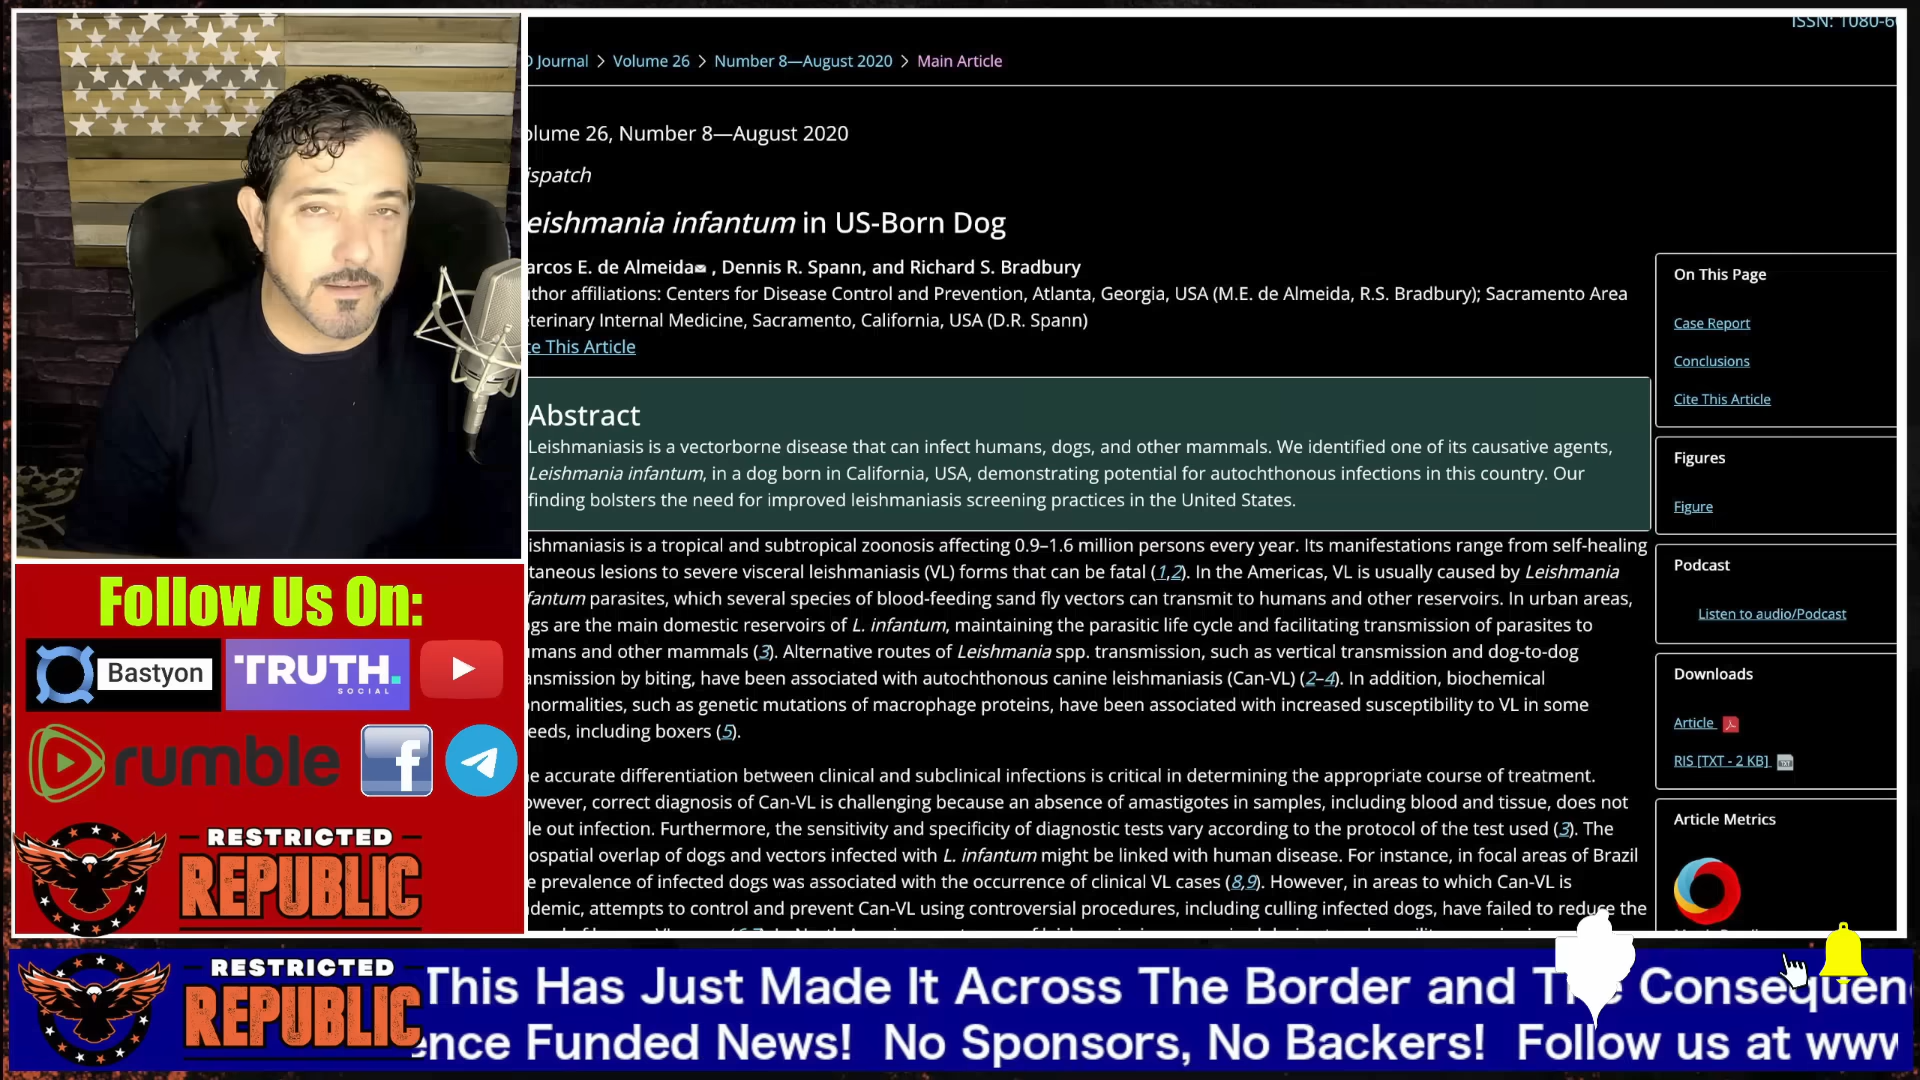 ISSN: 1080-6
Journal > Volume 26 > Number 8—August 2020 > Main Article
lume 26, Number 8—August 2020
spatch
eishmania infantum in US-Born Dog
arcos E. de Almeida , Dennis R. Spann, and Richard S. Bradbury
thor affiliations: Centers for Disease Control and Prevention, Atlanta, Georgia, USA (M.E. de Almeida, R.S. Bradbury); Sacramento Area
terinary Internal Medicine, Sacramento, California, USA (D.R. Spann)
te This Article
Abstract
Leishmaniasis is a vectorborne disease that can infect humans, dogs, and other mammals. We identified one of its causative agents,
Leishmania infantum, in a dog born in California, USA, demonstrating potential for autochthonous infections in this country. Our
finding bolsters the need for improved leishmaniasis screening practices in the United States.
ishmaniasis is a tropical and subtropical zoonosis affecting 0.9–1.6 million persons every year. Its manifestations range from self-healing
taneous lesions to severe visceral leishmaniasis (VL) forms that can be fatal (1,2). In the Americas, VL is usually caused by Leishmania
fantum parasites, which several species of blood-feeding sand fly vectors can transmit to humans and other reservoirs. In urban areas,
gs are the main domestic reservoirs of L. infantum, maintaining the parasitic life cycle and facilitating transmission of parasites to
mans and other mammals (3). Alternative routes of Leishmania spp. transmission, such as vertical transmission and dog-to-dog
ansmission by biting, have been associated with autochthonous canine leishmaniasis (Can-VL) (2–4). In addition, biochemical
normalities, such as genetic mutations of macrophage proteins, have been associated with increased susceptibility to VL in some
eeds, including boxers (5).
e accurate differentiation between clinical and subclinical infections is critical in determining the appropriate course of treatment.
owever, correct diagnosis of Can-VL is challenging because an absence of amastigotes in samples, including blood and tissue, does not
le out infection. Furthermore, the sensitivity and specificity of diagnostic tests vary according to the protocol of the test used (3). The
ospatial overlap of dogs and vectors infected with L. infantum might be linked with human disease. For instance, in focal areas of Brazil
e prevalence of infected dogs was associated with the occurrence of clinical VL cases (8,9). However, in areas to which Can-VL is
demic, attempts to control and prevent Can-VL using controversial procedures, including culling infected dogs, have failed to reduce the
On This Page
Case Report
Conclusions
Cite This Article
Figures
Figure
Podcast
Listen to audio/Podcast
Downloads
Article
RIS [TXT - 2 KB]
Article Metrics
Follow Us On:
Bastyon
TRUTH.
SOCIAL
rumble
f
RESTRICTED
REPUBLIC
RESTRICTED
REPUBLIC
This Has Just Made It Across The Border and The Consequen
ence Funded News! No Sponsors, No Backers! Follow us at www